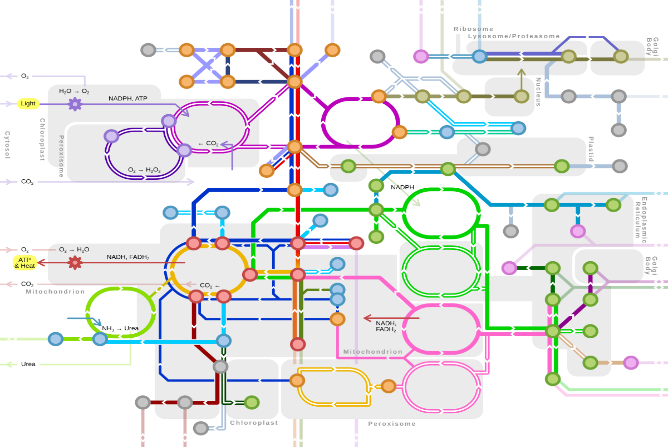 Ribosome
Lysosome/Proteasome
Golgi
Body
O₂
H₂O → O₂
Light
NADPH, ATP
Nucleus
Cytosol
Chloroplast
Peroxisome
← CO₂
O₂ → H₂O₂
Plastid
CO₂
NADPH
Endoplasmic
Reticulum
O₂
O₂ → H₂O
ATP
& Heat
NADH, FADH₂
Golgi
Body
CO₂
CO₂ ←
Mitochondrion
NH₃ → Urea
NADH,
FADH₂
Mitochondrion
Urea
Chloroplast
Peroxisome